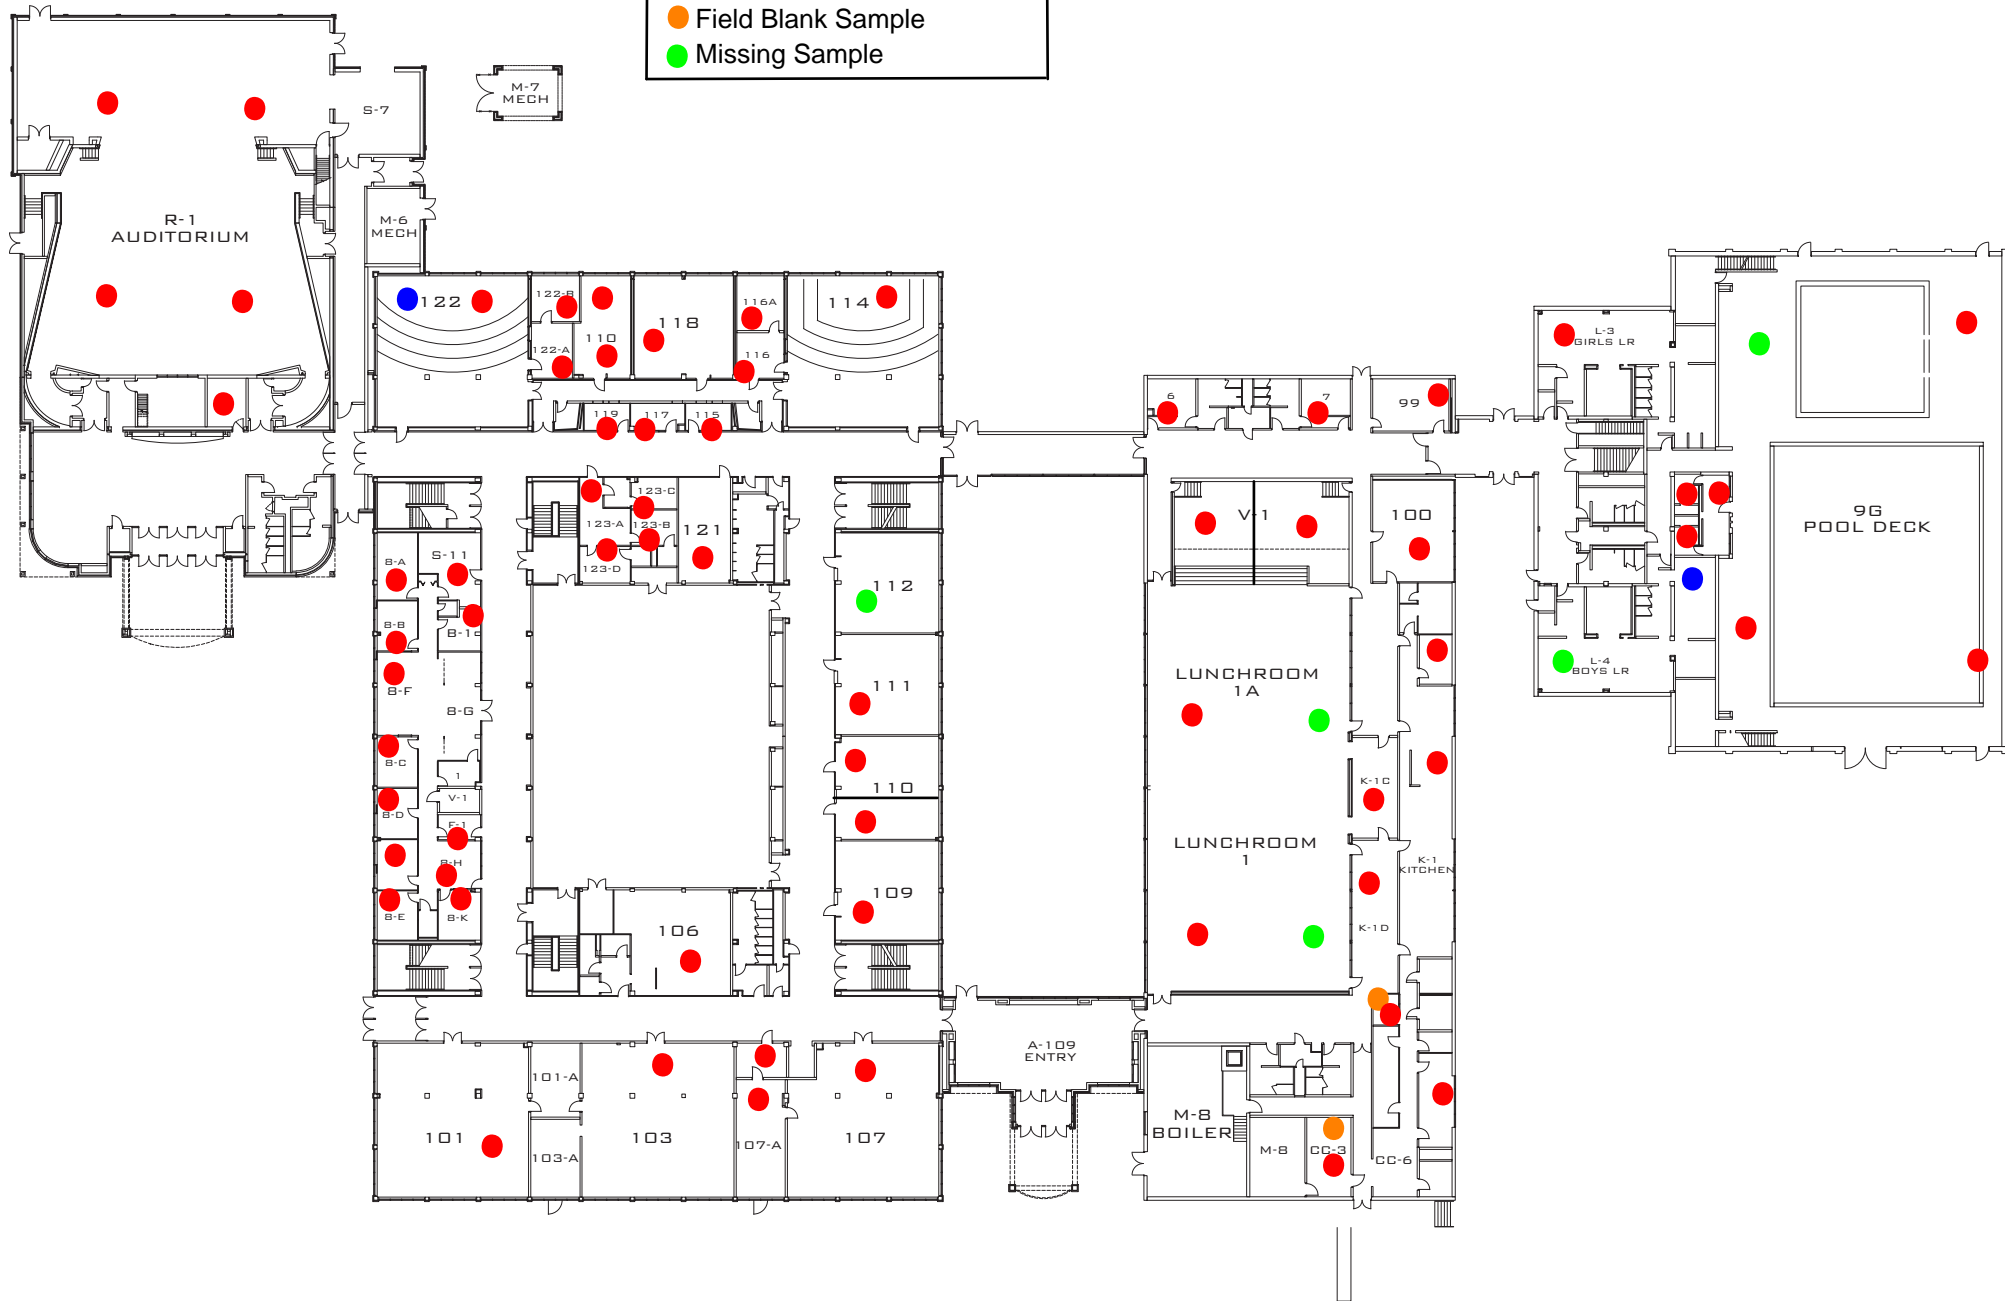 Field Blank Sample
Missing Sample
M-7
MECH
S-7
R-1
AUDITORIUM
M-6
MECH
122
122-B
122-A
110
118
116A
116
114
119
117
115
6
7
99
L-3
GIRLS LR
9G
POOL DECK
L-4
BOYS LR
V-1
100
123-C
123-A
123-B
123-D
121
8-A
S-11
8-B
B-1
8-F
8-G
8-C
1
V-1
8-D
F-1
8-H
8-E
8-K
112
111
110
109
106
LUNCHROOM
1A
LUNCHROOM
1
K-1C
K-1
KITCHEN
K-1D
A-109
ENTRY
101
101-A
103-A
103
107-A
107
M-8
BOILER
M-8
CC-3
CC-6